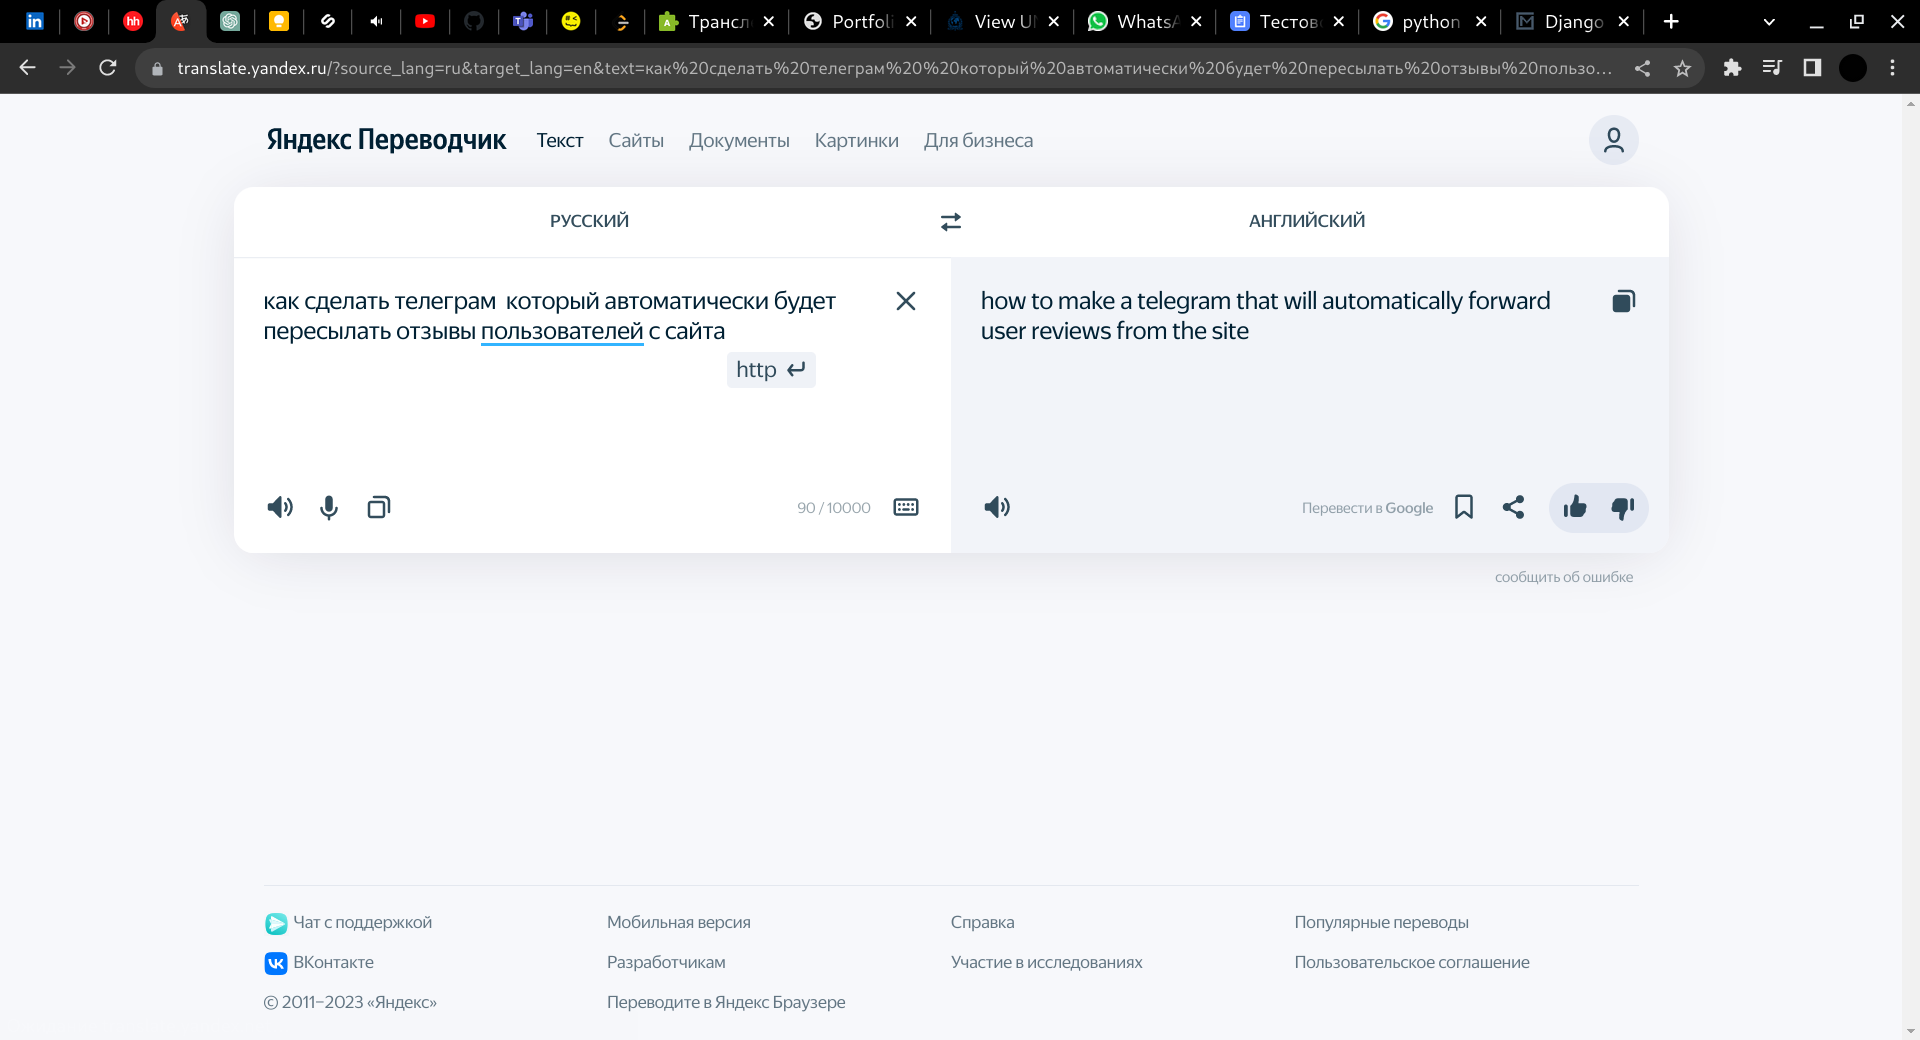 in
hh
Трансл
Portfoli
View UI
WhatsA
Тестов
python
Django
translate.yandex.ru/?source_lang=ru&target_lang=en&text=как%20сделать%20телеграм%20%20который%20автоматически%20будет%20пересылать%20отзывы%20пользо...
Яндекс Переводчик
Текст
Сайты
Документы
Картинки
Для бизнеса
РУССКИЙ
АНГЛИЙСКИЙ
как сделать телеграм  который автоматически будет
пересылать отзывы пользователей с сайта
http
90 / 10000
how to make a telegram that will automatically forward
user reviews from the site
Перевести в Google
сообщить об ошибке
Чат с поддержкой
Мобильная версия
Справка
Популярные переводы
ВКонтакте
Разработчикам
Участие в исследованиях
Пользовательское соглашение
© 2011–2023 «Яндекс»
Переводите в Яндекс Браузере